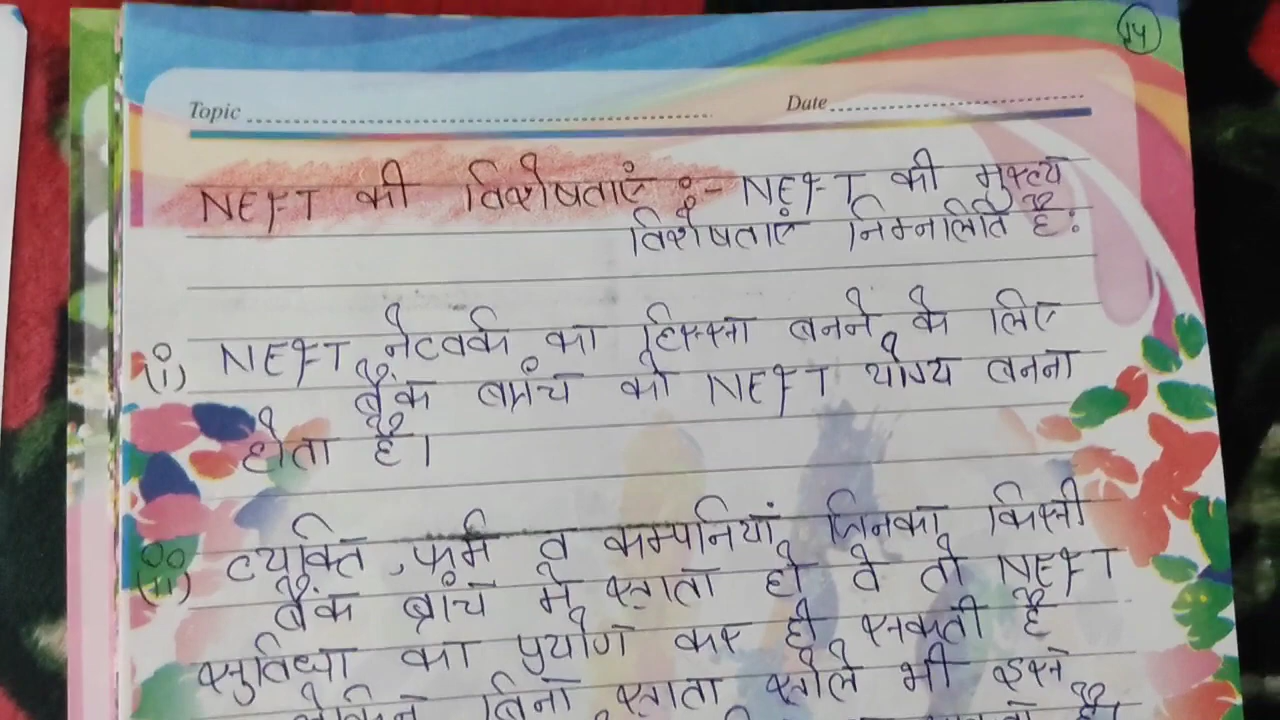 14
Topic
Date
NEFT की विशेषताएं :- NEFT की मुख्य
विशेषताएं निम्नलिति है:
(i) NEFT नेटवर्क का हिस्सा बनने के लिए
बैंक ब्रांच को NEFT योग्य बनना
होता है।
(ii) व्यक्ति, फर्म व कम्पनियां जिनका किसी
बैंक ब्रांच में खाता हो वे तो NEFT
सुविधा का प्रयोग कर ही सकती है
लेकिन बिना खाता खोले भी इसे
है।